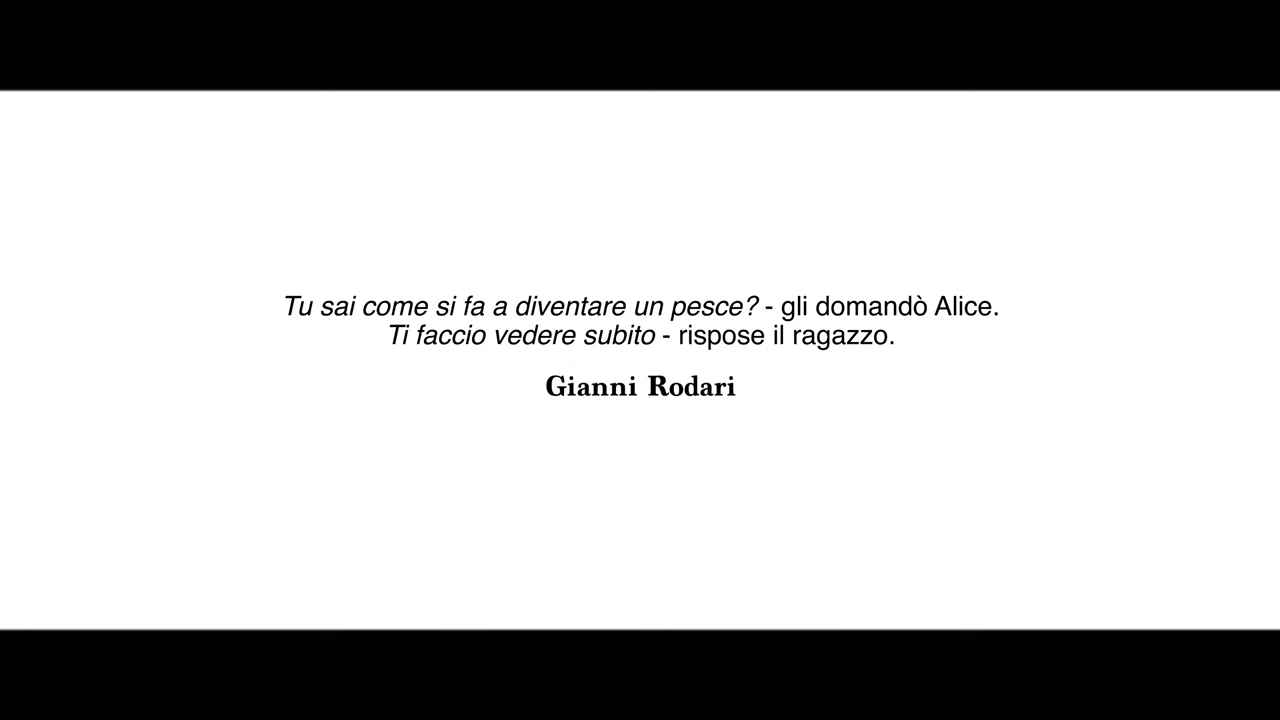 Tu sai come si fa a diventare un pesce? - gli domandò Alice.
Ti faccio vedere subito - rispose il ragazzo.
Gianni Rodari